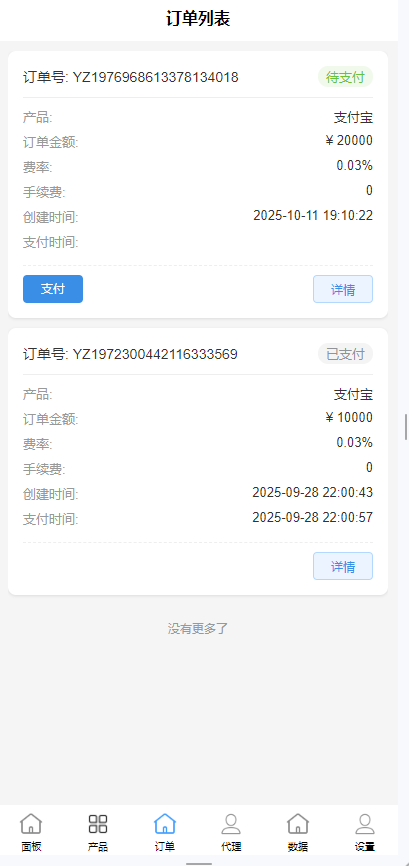 订单列表
订单号: YZ1976968613378134018 待支付
产品: 支付宝
订单金额: ¥ 20000
费率: 0.03%
手续费: 0
创建时间: 2025-10-11 19:10:22
支付时间:
支付 详情
订单号: YZ1972300442116333569 已支付
产品: 支付宝
订单金额: ¥ 10000
费率: 0.03%
手续费: 0
创建时间: 2025-09-28 22:00:43
支付时间: 2025-09-28 22:00:57
详情
没有更多了
面板 产品 订单 代理 数据 设置